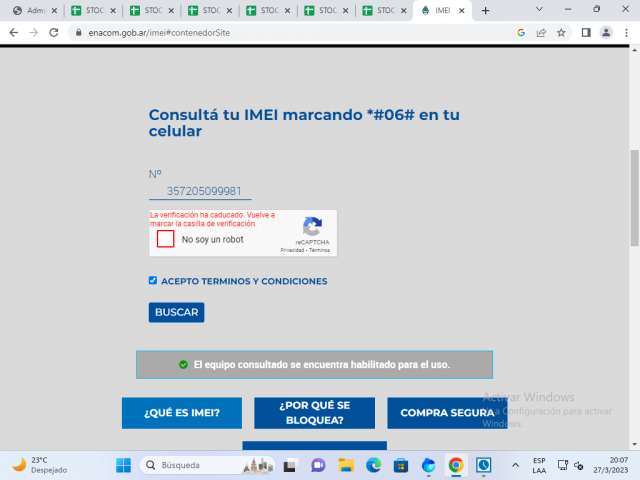 Admi
STOC
STOC
STOC
STOC
STOC
STOC
IMEI
enacom.gob.ar/imei#contenedorSite
Consultá tu IMEI marcando *#06# en tu
celular
Nº
357205099981
La verificación ha caducado. Vuelve a
marcar la casilla de verificación.
No soy un robot
reCAPTCHA
Privacidad - Términos
ACEPTO TERMINOS Y CONDICIONES
BUSCAR
El equipo consultado se encuentra habilitado para el uso.
¿QUÉ ES IMEI?
¿POR QUÉ SE
BLOQUEA?
COMPRA SEGURA
Activar Windows
a Configuración para activar
Windows.
23°C
Despejado
Búsqueda
ESP
LAA
20:07
27/3/2023